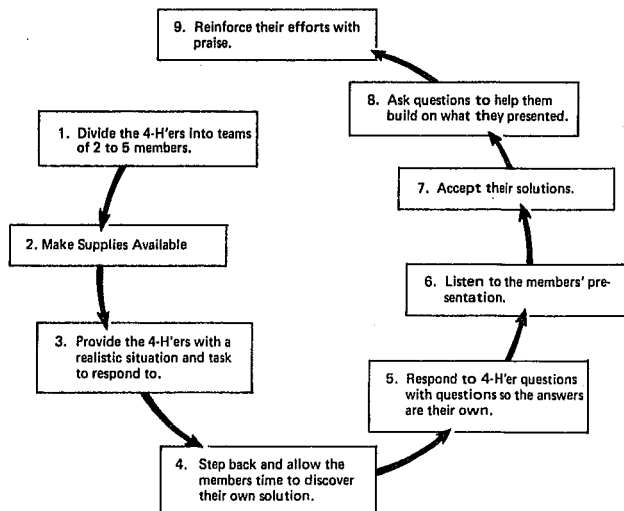 1. Divide the 4-H'ers into teams
of 2 to 5 members.
2. Make Supplies Available
3. Provide the 4-H'ers with a
realistic situation and task
to respond to.
4. Step back and allow the
members time to discover
their own solution.
5. Respond to 4-H'er questions
with questions so the answers
are their own.
6. Listen to the members' pre-
sentation.
7. Accept their solutions.
8. Ask questions to help them
build on what they presented.
9. Reinforce their efforts with
praise.